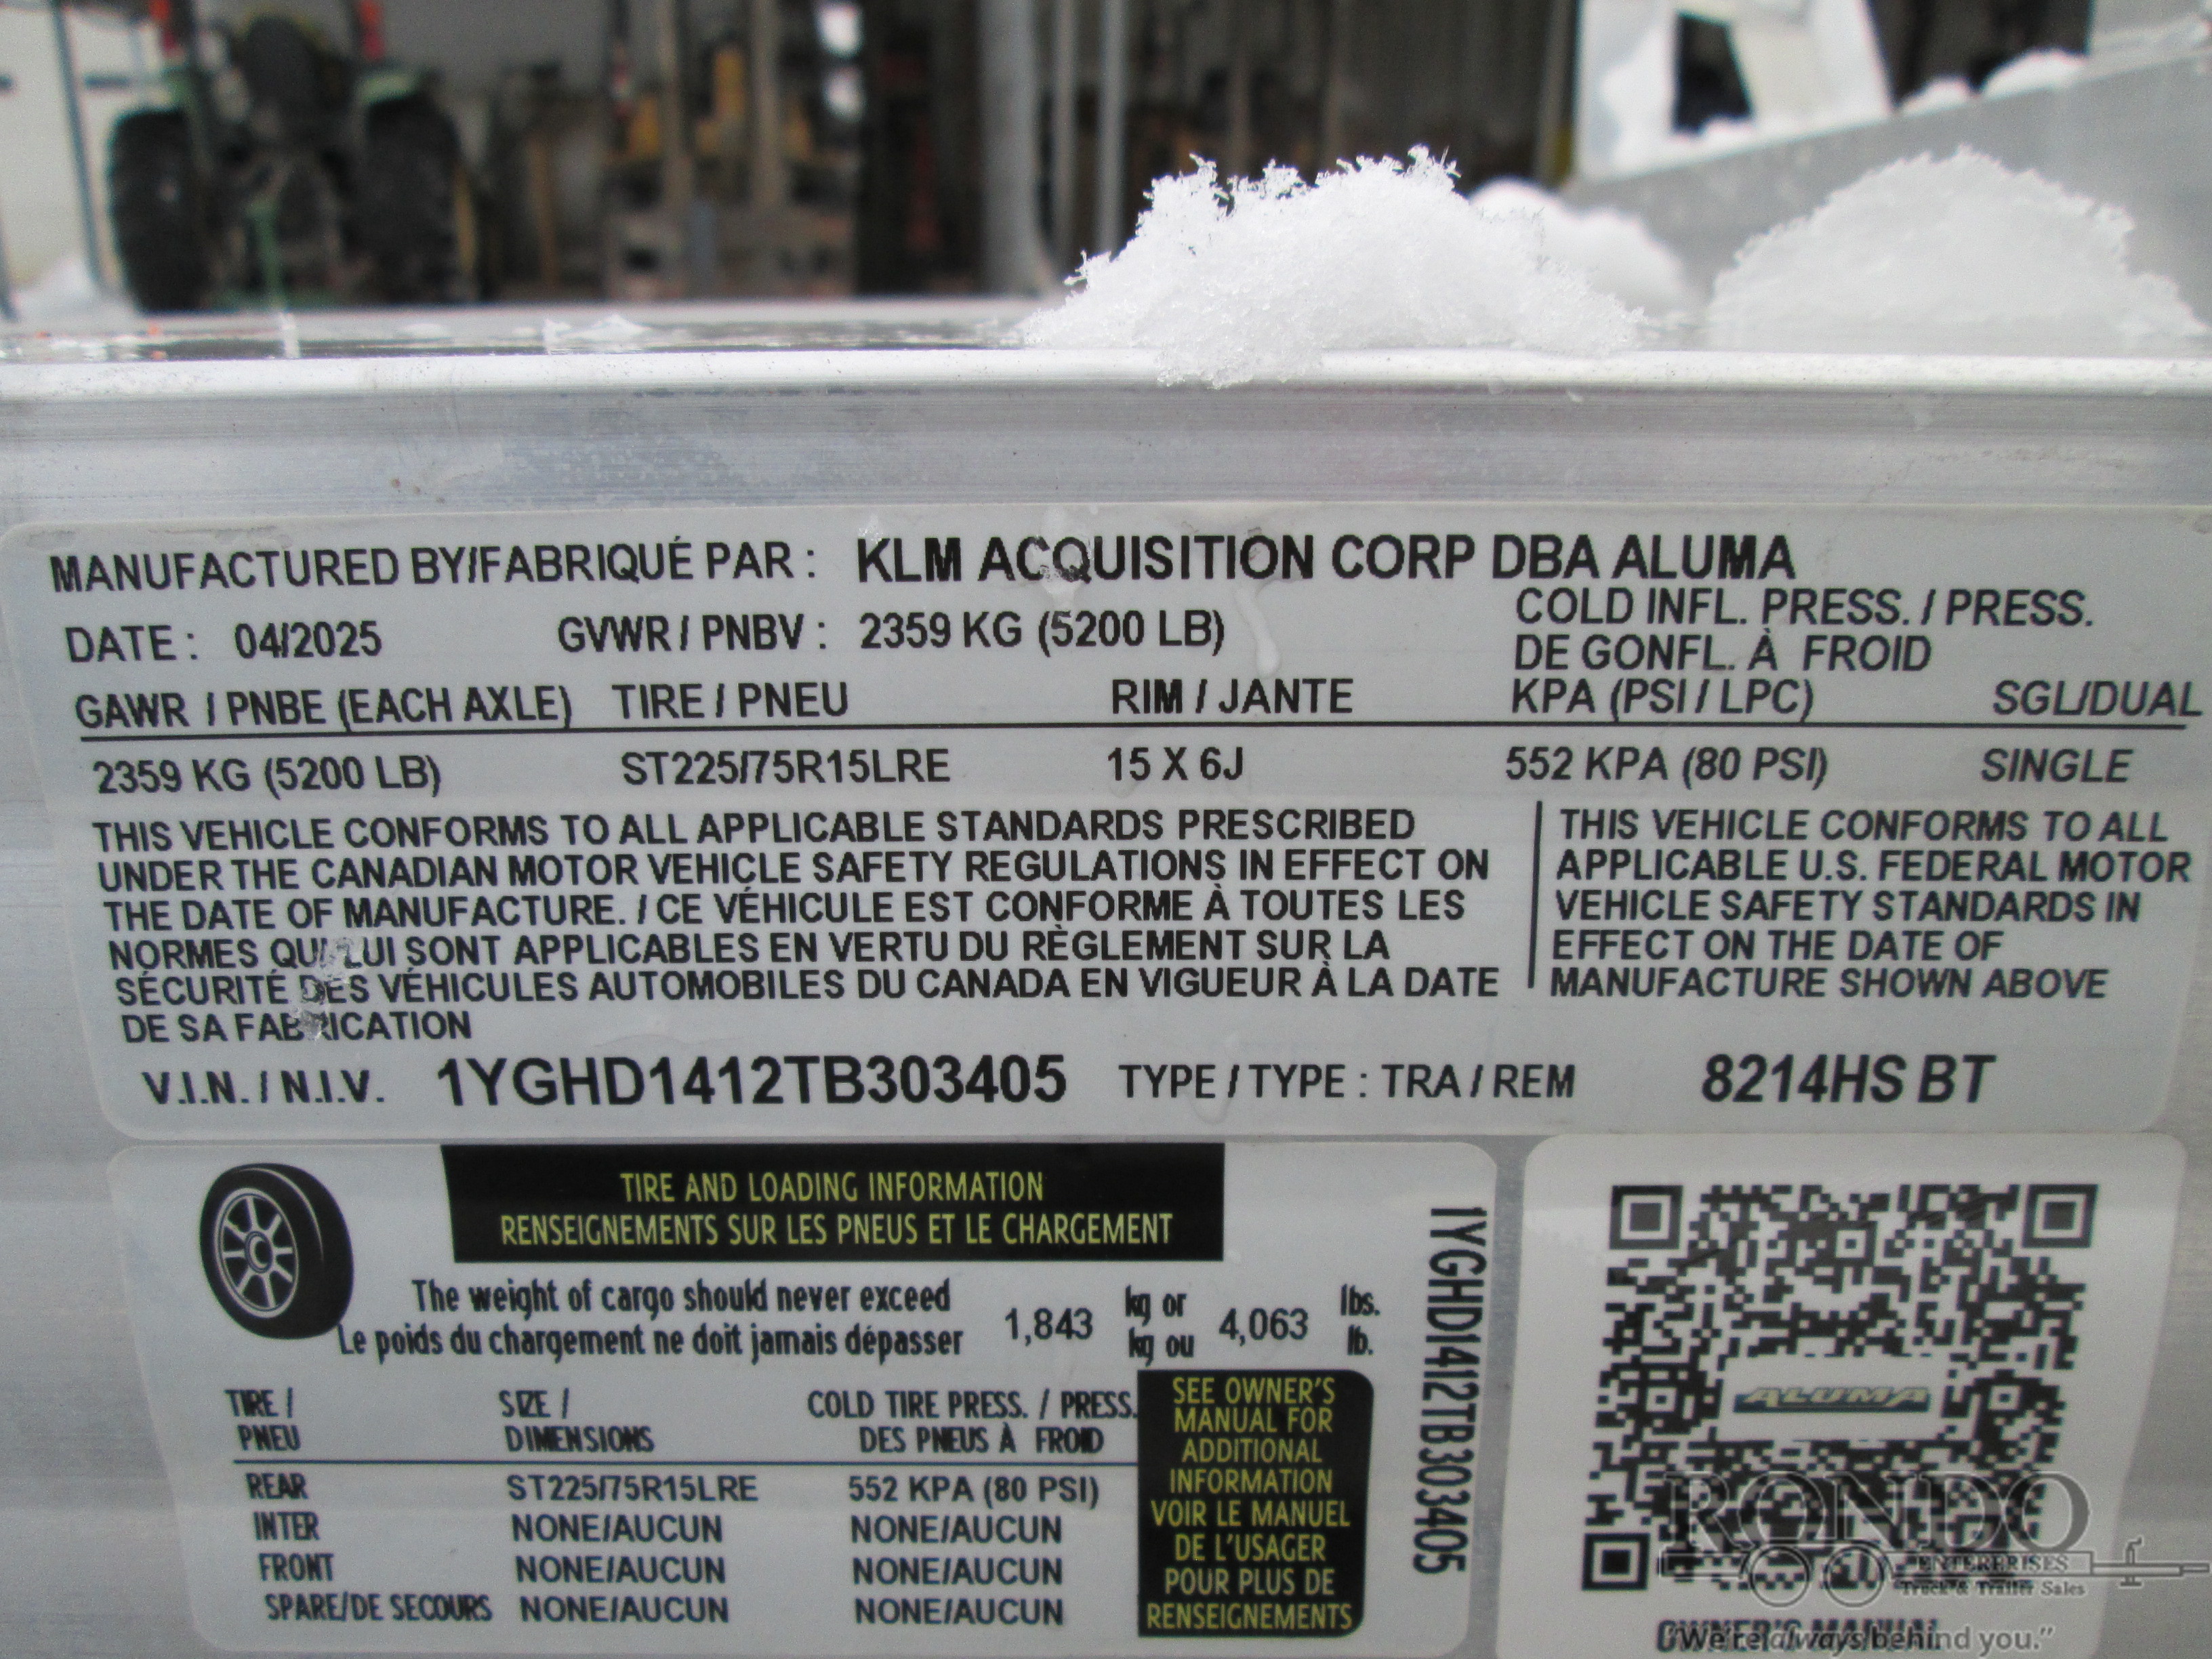 MANUFACTURED BY/FABRIQUÉ PAR : KLM ACQUISITION CORP DBA ALUMA
DATE : 04/2025 GVWR / PNBV : 2359 KG (5200 LB)
COLD INFL. PRESS. / PRESS.
DE GONFL. À FROID
GAWR / PNBE (EACH AXLE) TIRE / PNEU RIM / JANTE KPA (PSI / LPC) SGL/DUAL
2359 KG (5200 LB) ST225/75R15LRE 15 X 6J 552 KPA (80 PSI) SINGLE
THIS VEHICLE CONFORMS TO ALL APPLICABLE STANDARDS PRESCRIBED
UNDER THE CANADIAN MOTOR VEHICLE SAFETY REGULATIONS IN EFFECT ON
THE DATE OF MANUFACTURE. / CE VÉHICULE EST CONFORME À TOUTES LES
NORMES QUI LUI SONT APPLICABLES EN VERTU DU RÈGLEMENT SUR LA
SÉCURITÉ DES VÉHICULES AUTOMOBILES DU CANADA EN VIGUEUR À LA DATE
DE SA FABRICATION
THIS VEHICLE CONFORMS TO ALL
APPLICABLE U.S. FEDERAL MOTOR
VEHICLE SAFETY STANDARDS IN
EFFECT ON THE DATE OF
MANUFACTURE SHOWN ABOVE
V.I.N. / N.I.V. 1YGHD1412TB303405 TYPE / TYPE : TRA / REM 8214HS BT
TIRE AND LOADING INFORMATION
RENSEIGNEMENTS SUR LES PNEUS ET LE CHARGEMENT
The weight of cargo should never exceed
Le poids du chargement ne doit jamais dépasser
1,843 kg or
kg ou 4,063 lbs.
lb.
TIRE / SIZE / COLD TIRE PRESS. / PRESS.
PNEU DIMENSIONS DES PNEUS À FROID
REAR ST225/75R15LRE 552 KPA (80 PSI)
INTER NONE/AUCUN NONE/AUCUN
FRONT NONE/AUCUN NONE/AUCUN
SPARE/DE SECOURS NONE/AUCUN NONE/AUCUN
SEE OWNER'S
MANUAL FOR
ADDITIONAL
INFORMATION
VOIR LE MANUEL
DE L'USAGER
POUR PLUS DE
RENSEIGNEMENTS
1YGHD1412TB303405
ALUMA
RONDO
ENTERPRISES
Truck & Trailer Sales
OWNER'S MANUAL
"We're always behind you."